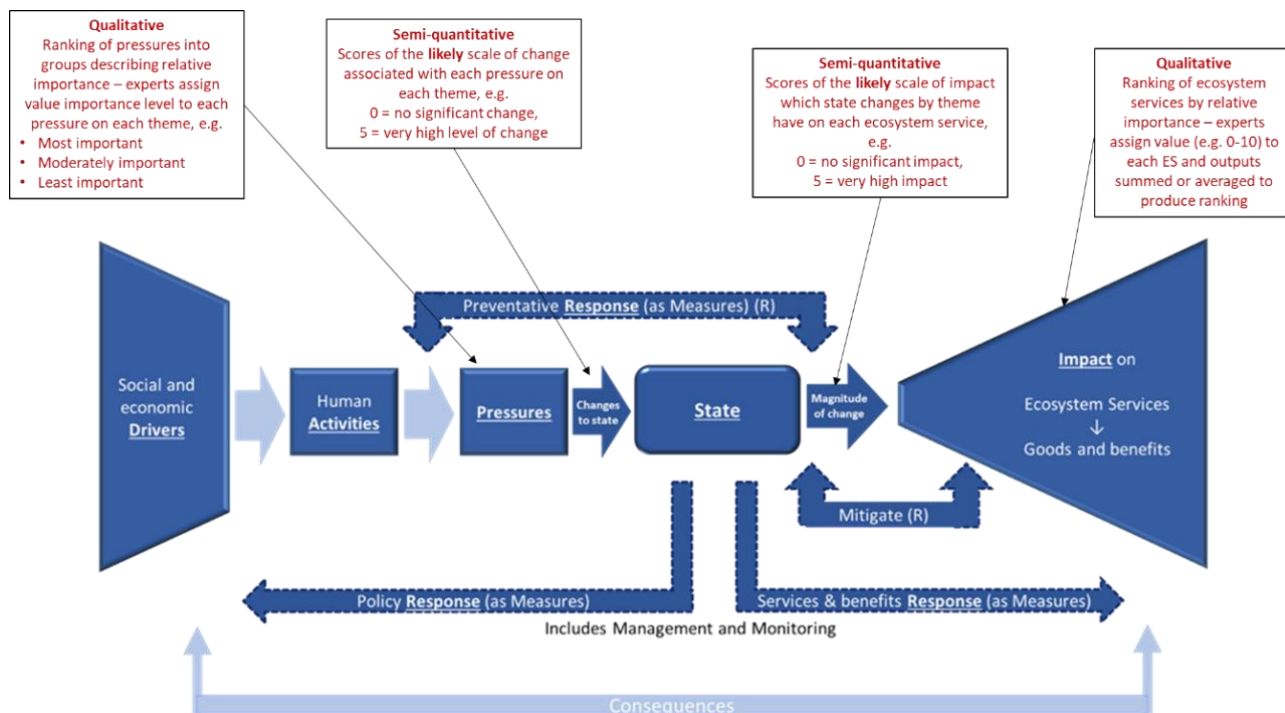 Qualitative
Ranking of pressures into
groups describing relative
importance – experts assign
value importance level to each
pressure on each theme, e.g.
• Most important
• Moderately important
• Least important
Semi-quantitative
Scores of the likely scale of change
associated with each pressure on
each theme, e.g.
0 = no significant change,
5 = very high level of change
Semi-quantitative
Scores of the likely scale of impact
which state changes by theme
have on each ecosystem service,
e.g.
0 = no significant impact,
5 = very high impact
Qualitative
Ranking of ecosystem
services by relative
importance – experts
assign value (e.g. 0-10) to
each ES and outputs
summed or averaged to
produce ranking
Preventative Response (as Measures) (R)
Social and
economic
Drivers
Human
Activities
Pressures
Changes
to state
State
Magnitude
of change
Impact on
Ecosystem Services
↓
Goods and benefits
Mitigate (R)
Policy Response (as Measures)
Services & benefits Response (as Measures)
Includes Management and Monitoring
Consequences